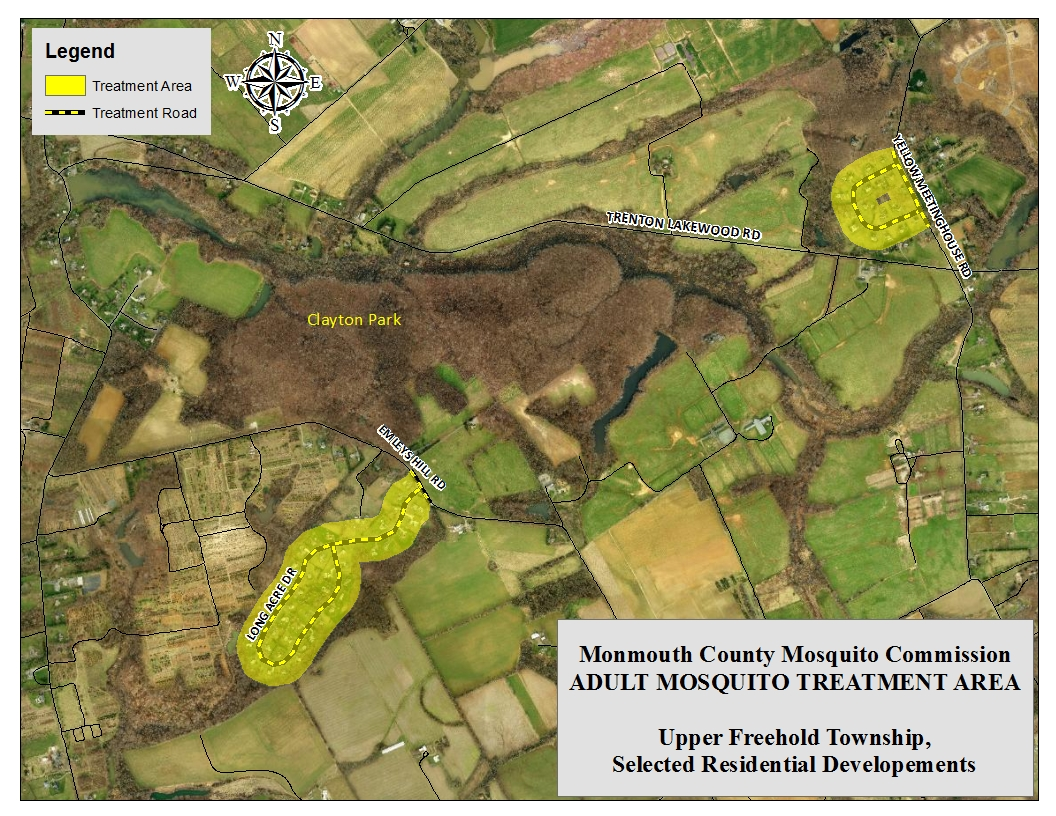 Legend
Treatment Area
Treatment Road
N
W E
S
YELLOW MEETINGHOUSE RD
TRENTON LAKEWOOD RD
Clayton Park
EMLEYS HILL RD
LONG ACRE DR
Monmouth County Mosquito Commission
ADULT MOSQUITO TREATMENT AREA
Upper Freehold Township,
Selected Residential Developements